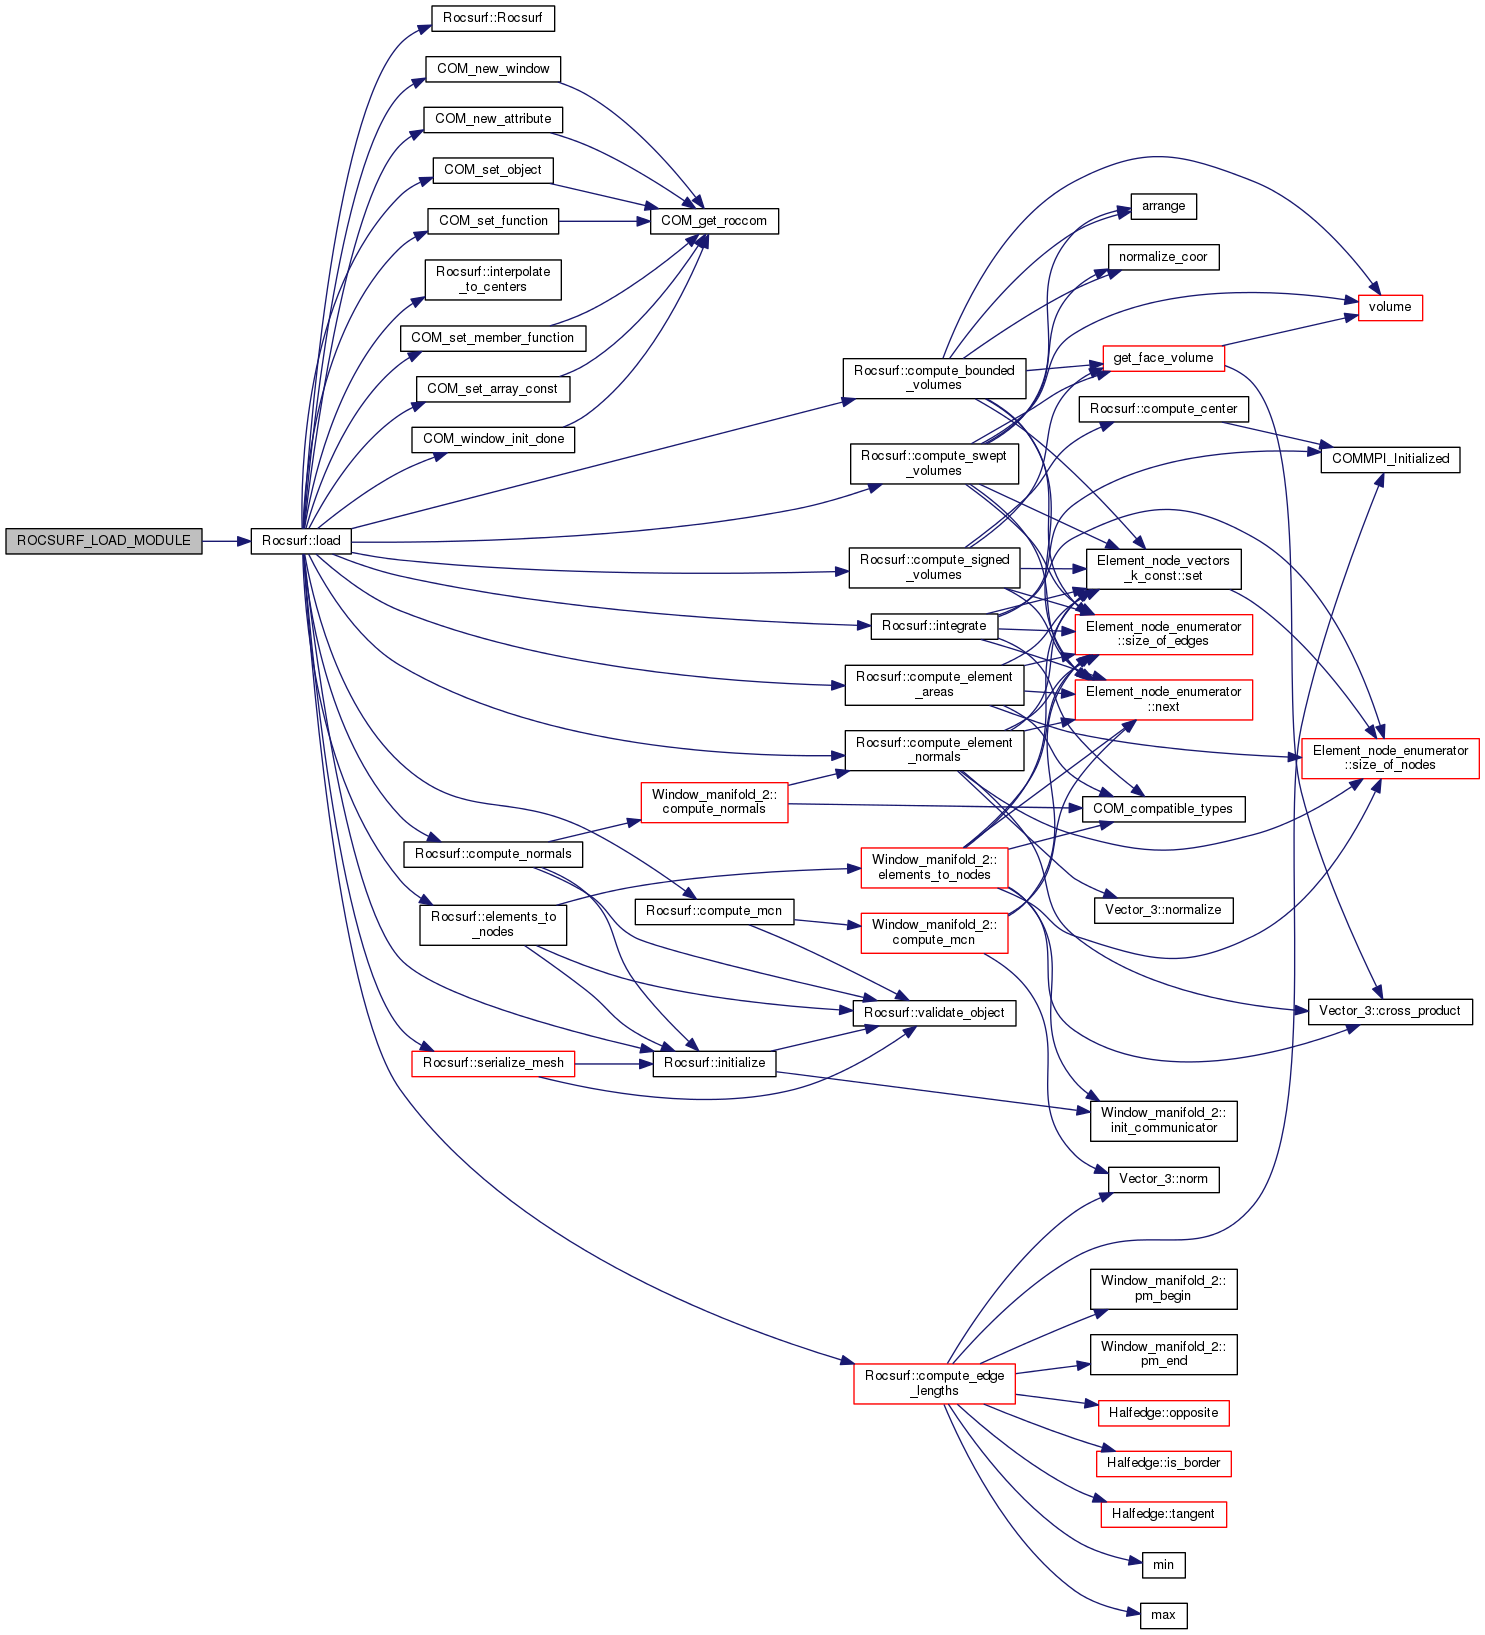 Rocsurf::Rocsurf
COM_new_window
COM_new_attribute
COM_set_object
COM_set_function
COM_get_roccom
Rocsurf::interpolate
_to_centers
COM_set_member_function
COM_set_array_const
COM_window_init_done
ROCSURF_LOAD_MODULE
Rocsurf::load
Rocsurf::compute_bounded
_volumes
Rocsurf::compute_swept
_volumes
Rocsurf::compute_signed
_volumes
Rocsurf::integrate
Rocsurf::compute_element
_areas
Rocsurf::compute_element
_normals
Window_manifold_2::
compute_normals
Rocsurf::compute_normals
Window_manifold_2::
elements_to_nodes
Rocsurf::elements_to
_nodes
Rocsurf::compute_mcn
Window_manifold_2::
compute_mcn
Rocsurf::validate_object
Rocsurf::serialize_mesh
Rocsurf::initialize
Rocsurf::compute_edge
_lengths
arrange
normalize_coor
volume
get_face_volume
Rocsurf::compute_center
COMMPI_Initialized
Element_node_vectors
_k_const::set
Element_node_enumerator
::size_of_edges
Element_node_enumerator
::next
Element_node_enumerator
::size_of_nodes
COM_compatible_types
Vector_3::normalize
Vector_3::cross_product
Window_manifold_2::
init_communicator
Vector_3::norm
Window_manifold_2::
pm_begin
Window_manifold_2::
pm_end
Halfedge::opposite
Halfedge::is_border
Halfedge::tangent
min
max